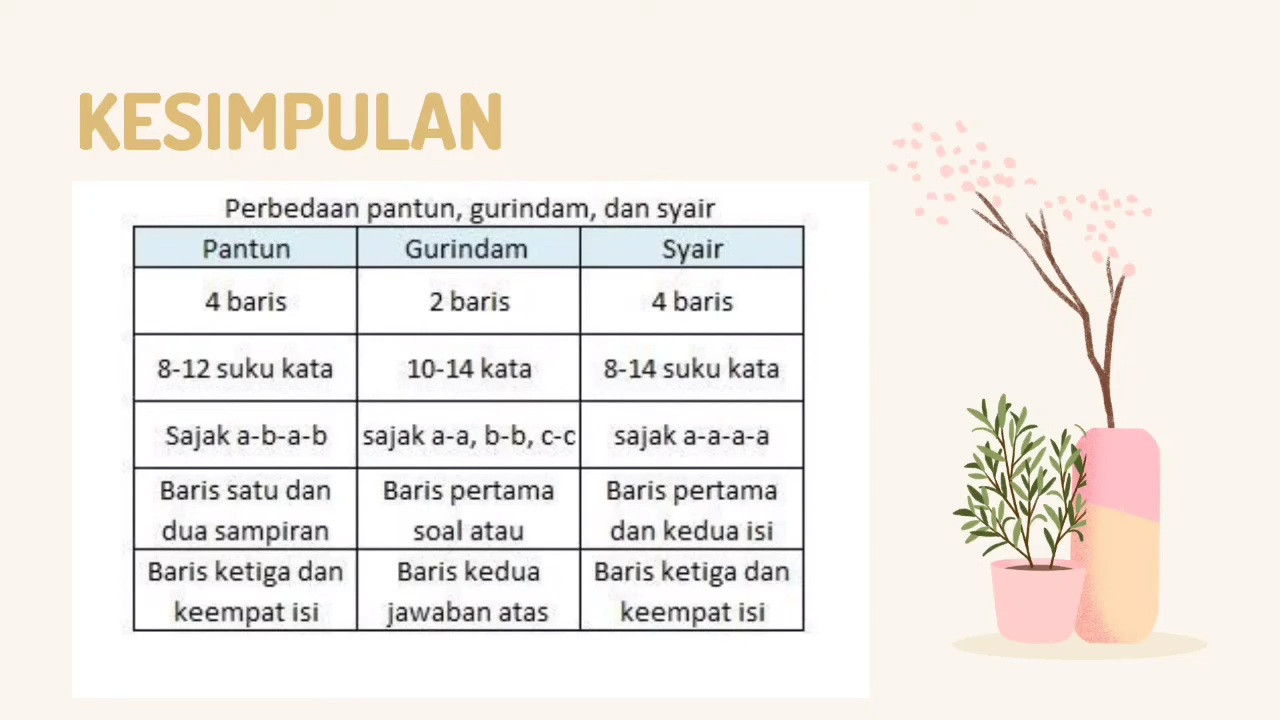 KESIMPULAN
Perbedaan pantun, gurindam, dan syair
Pantun Gurindam Syair
4 baris 2 baris 4 baris
8-12 suku kata 10-14 kata 8-14 suku kata
Sajak a-b-a-b sajak a-a, b-b, c-c sajak a-a-a-a
Baris satu dan Baris pertama Baris pertama
dua sampiran soal atau dan kedua isi
Baris ketiga dan Baris kedua Baris ketiga dan
keempat isi jawaban atas keempat isi